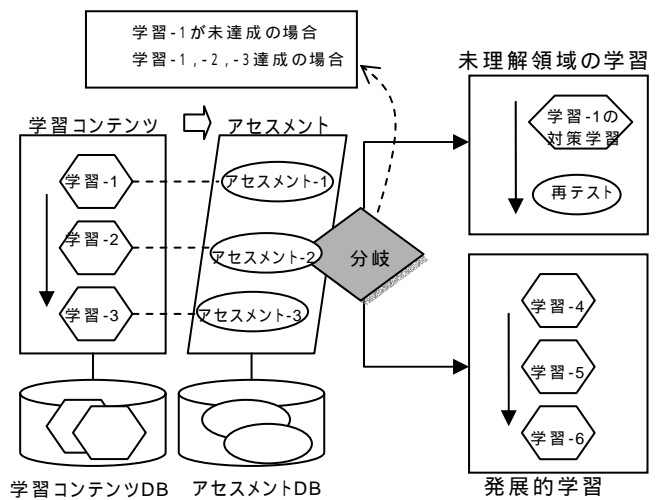 学習-1が未達成の場合
学習-1,-2,-3達成の場合
未理解領域の学習
学習-1の
対策学習
再テスト
学習コンテンツ
アセスメント
学習-1
アセスメント-1
学習-2
アセスメント-2
分岐
学習-3
アセスメント-3
学習-4
学習-5
学習-6
学習コンテンツDB
アセスメントDB
発展的学習